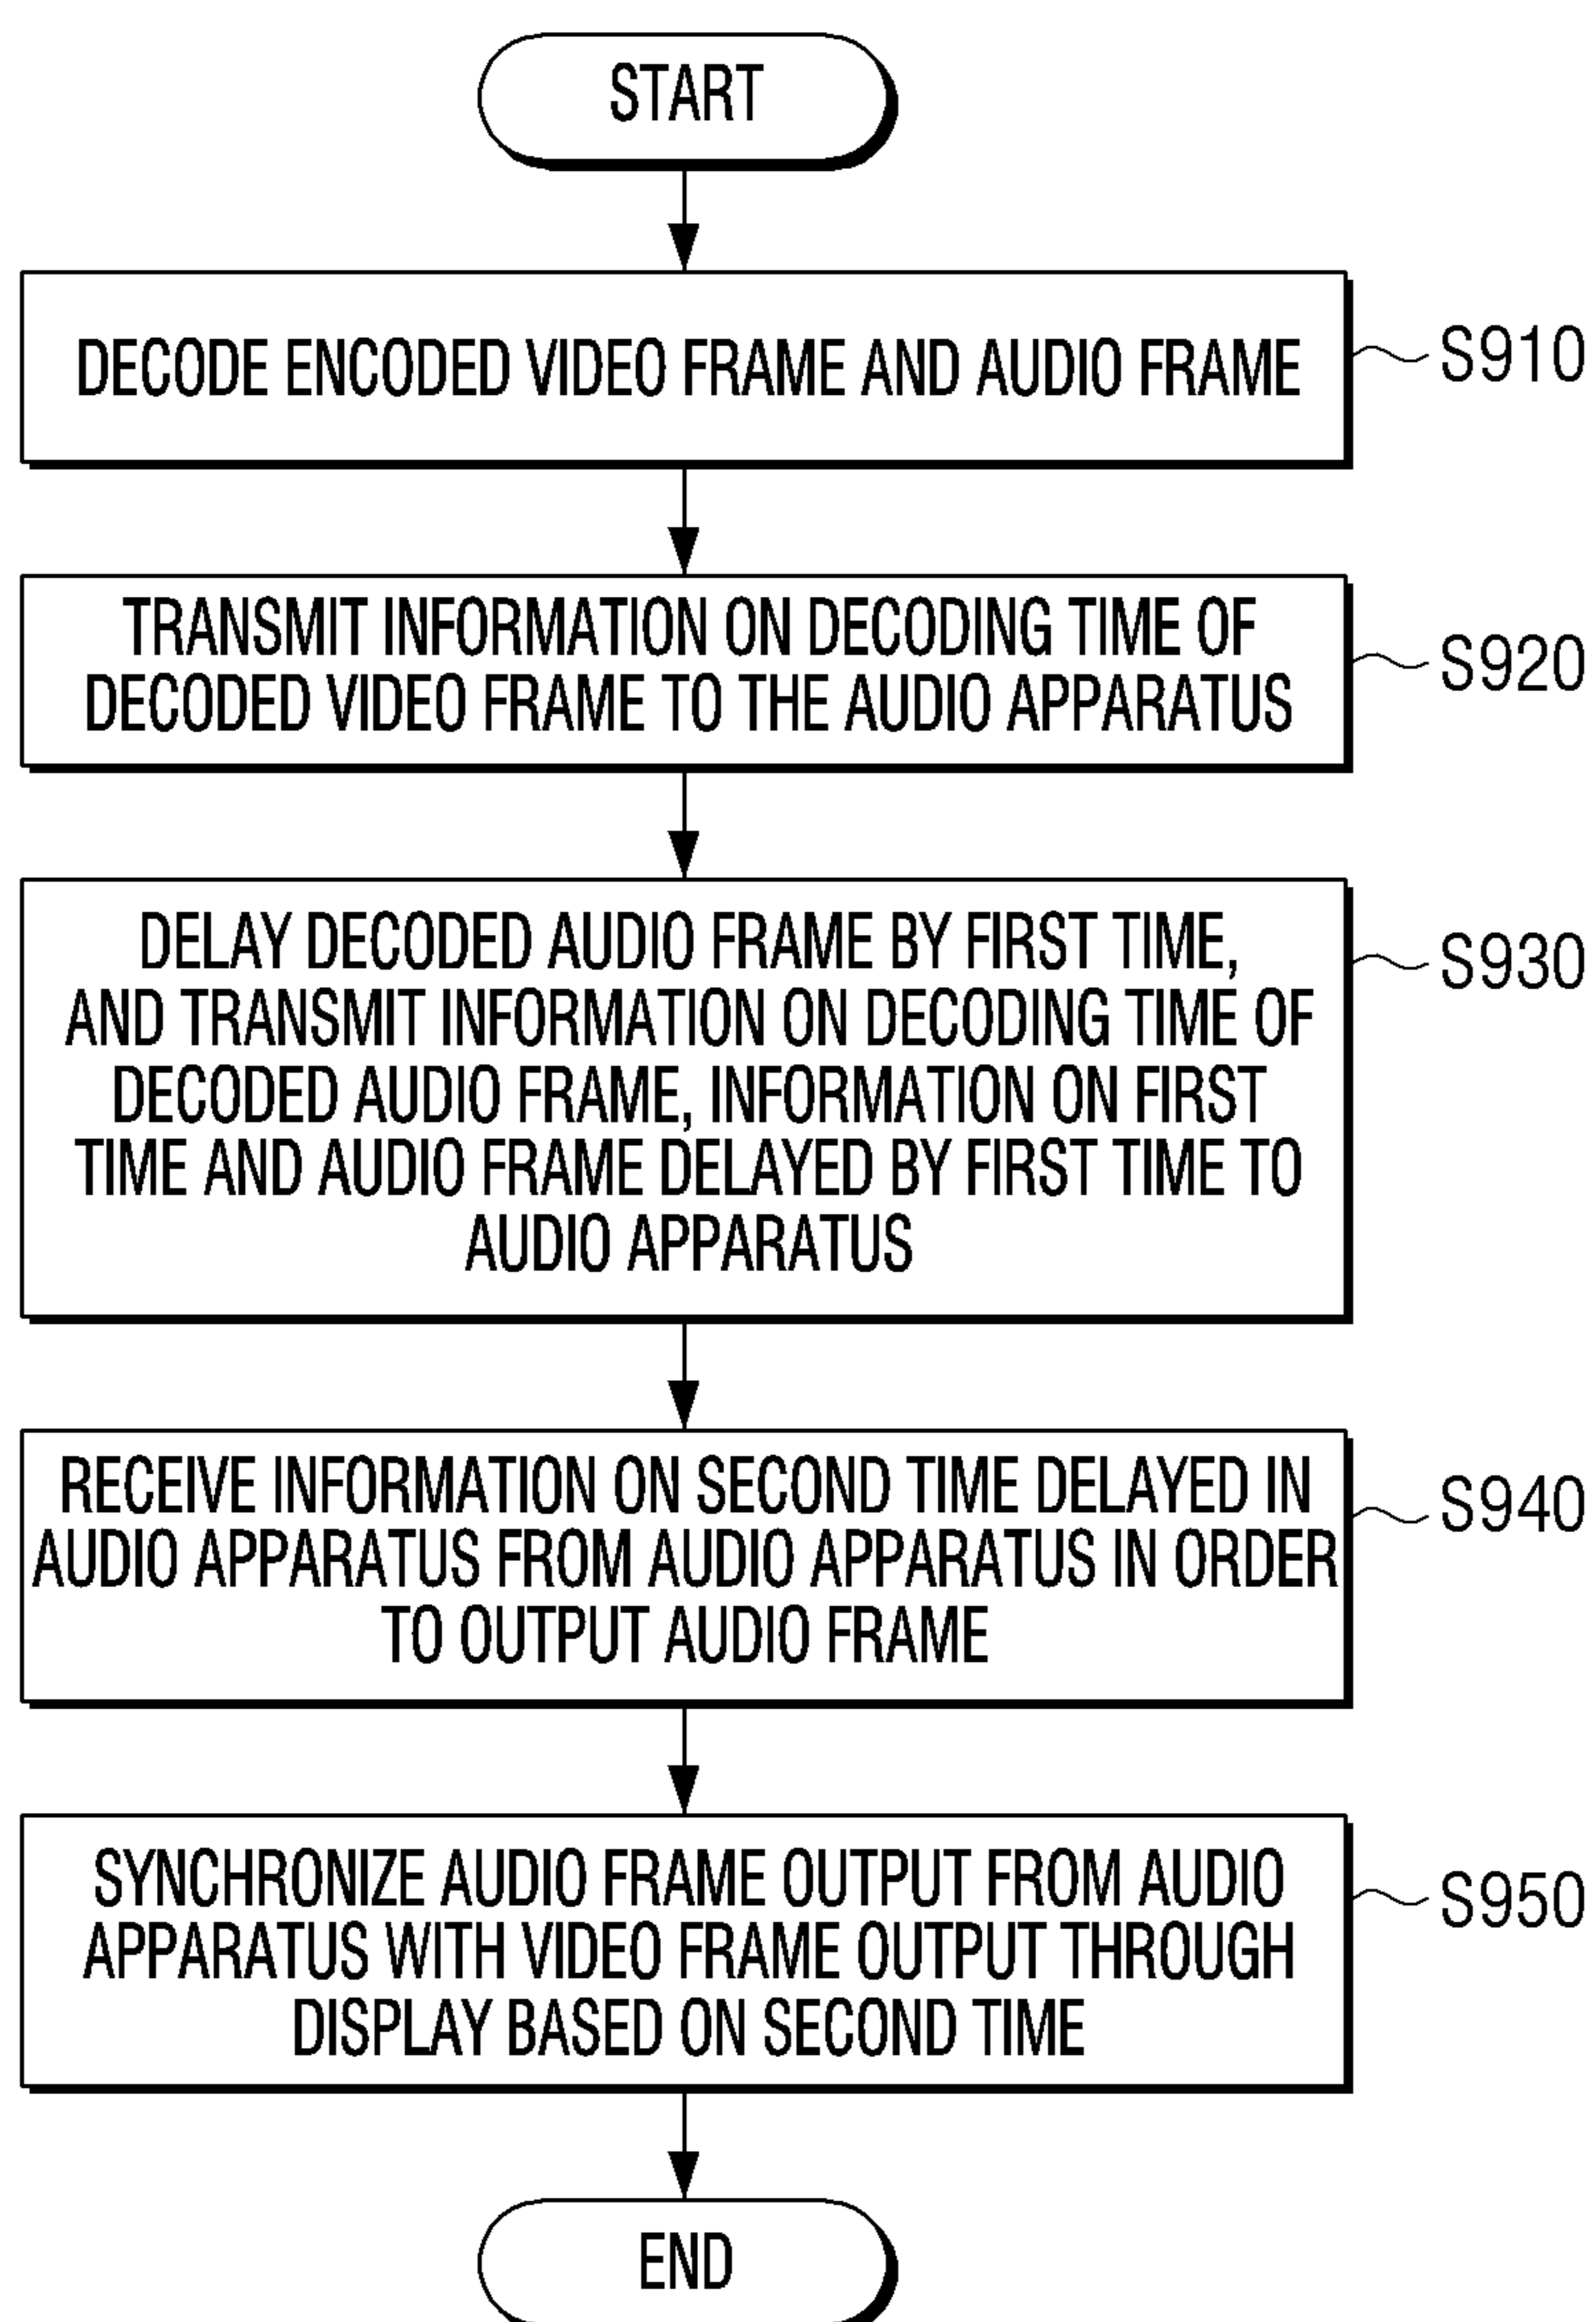 START
DECODE ENCODED VIDEO FRAME AND AUDIO FRAME
S910
TRANSMIT INFORMATION ON DECODING TIME OF
DECODED VIDEO FRAME TO THE AUDIO APPARATUS
S920
DELAY DECODED AUDIO FRAME BY FIRST TIME,
AND TRANSMIT INFORMATION ON DECODING TIME OF
DECODED AUDIO FRAME, INFORMATION ON FIRST
TIME AND AUDIO FRAME DELAYED BY FIRST TIME TO
AUDIO APPARATUS
S930
RECEIVE INFORMATION ON SECOND TIME DELAYED IN
AUDIO APPARATUS FROM AUDIO APPARATUS IN ORDER
TO OUTPUT AUDIO FRAME
S940
SYNCHRONIZE AUDIO FRAME OUTPUT FROM AUDIO
APPARATUS WITH VIDEO FRAME OUTPUT THROUGH
DISPLAY BASED ON SECOND TIME
S950
END